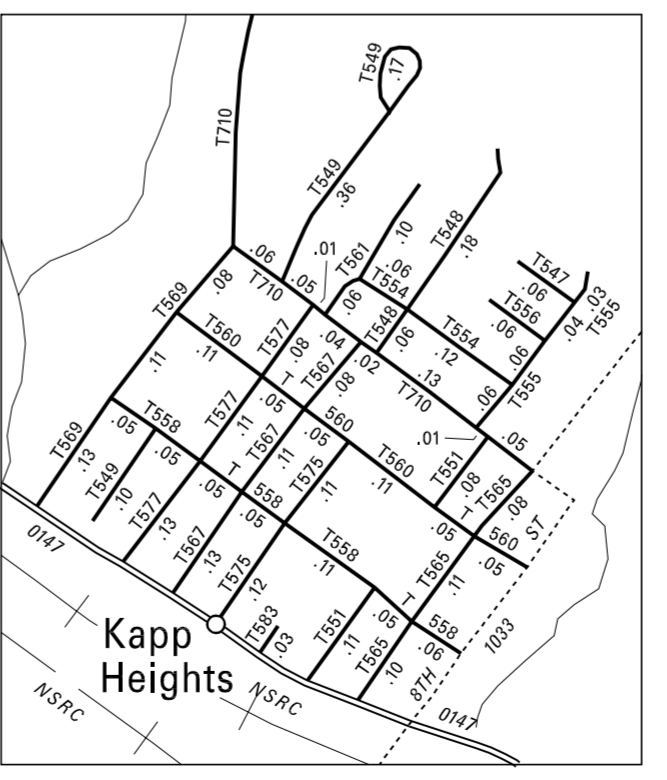 T549
.17
T710
T549
.36
.01
.06
T710
.05
T561
.10
T548
.18
.06
T554
.06
T548
.06
T554
.12
.13
T710
T547
.06
T556
.06
.03
T555
.04
.06
T555
.06
T569
.08
T560
.11
T577
.08
.04
T567
.08
.02
.11
T558
.05
T577
.11
T
.05
T567
.11
T
560
.05
T575
.11
T560
.11
.01
T551
.08
.05
T565
.08
T
.05
560
.05
ST
T569
.13
T549
.10
.05
T577
.13
.05
T567
.13
558
.05
T575
.12
T558
.11
T583
.03
T551
.11
.05
T
T565
.11
T565
.10
558
.06
8TH
1033
0147
Kapp
Heights
NSRC
NSRC
0147